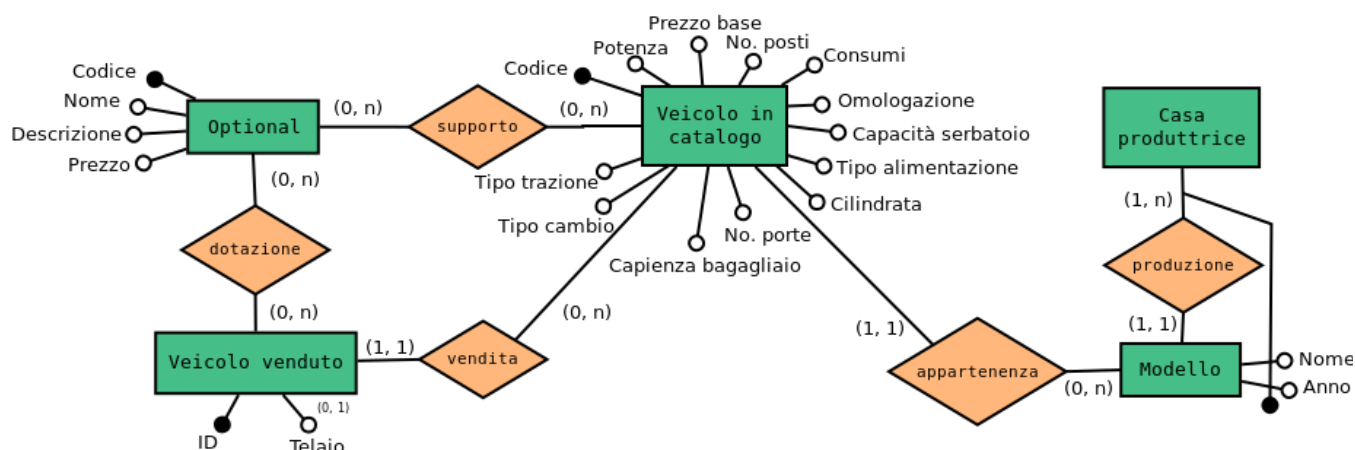 Prezzo base
Potenza
No. posti
Consumi
Codice
Codice
Nome
Descrizione
Prezzo
Optional
(0, n)
supporto
(0, n)
Veicolo in
catalogo
Omologazione
Capacità serbatoio
Tipo alimentazione
Cilindrata
Casa
produttrice
Tipo trazione
Tipo cambio
No. porte
Capienza bagagliaio
(0, n)
dotazione
(0, n)
(1, n)
produzione
(1, 1)
Veicolo venduto
(1, 1)
vendita
(0, n)
(1, 1)
appartenenza
(0, n)
Modello
Nome
Anno
(0, 1)
ID
Telaio